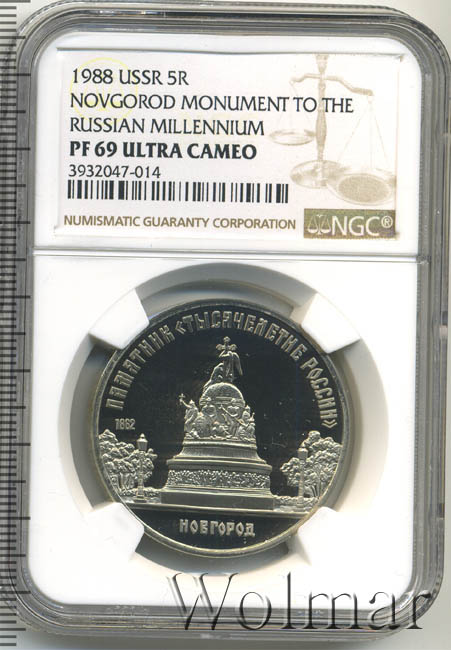 1988 USSR 5R
NOVGOROD MONUMENT TO THE
RUSSIAN MILLENNIUM
PF 69 ULTRA CAMEO
3932047-014
NUMISMATIC GUARANTY CORPORATION
NGC®
ПАМЯТНИК «ТЫСЯЧЕЛЕТИЕ РОССИИ»
1862
НОВГОРОД
Wolmar